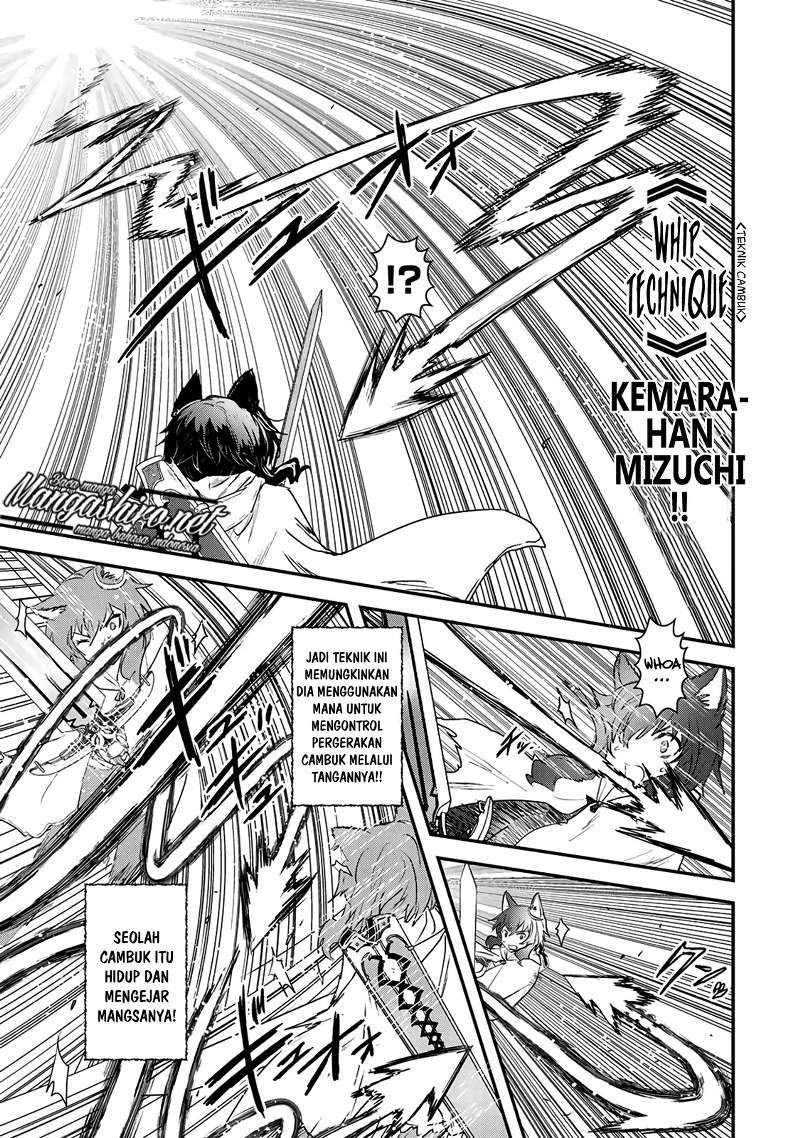 <TEKNIK CAMBUK>
WHIP
TECHNIQUE
KEMARA-
HAN
MIZUCHI
!!
!?
Baca manga
Mangashiro.net
manga bahasa indonesia
WHOA
...
JADI TEKNIK INI
MEMUNGKINKAN
DIA MENGGUNAKAN
MANA UNTUK
MENGONTROL
PERGERAKAN
CAMBUK MELALUI
TANGANNYA!!
SEOLAH
CAMBUK ITU
HIDUP DAN
MENGEJAR
MANGSANYA!